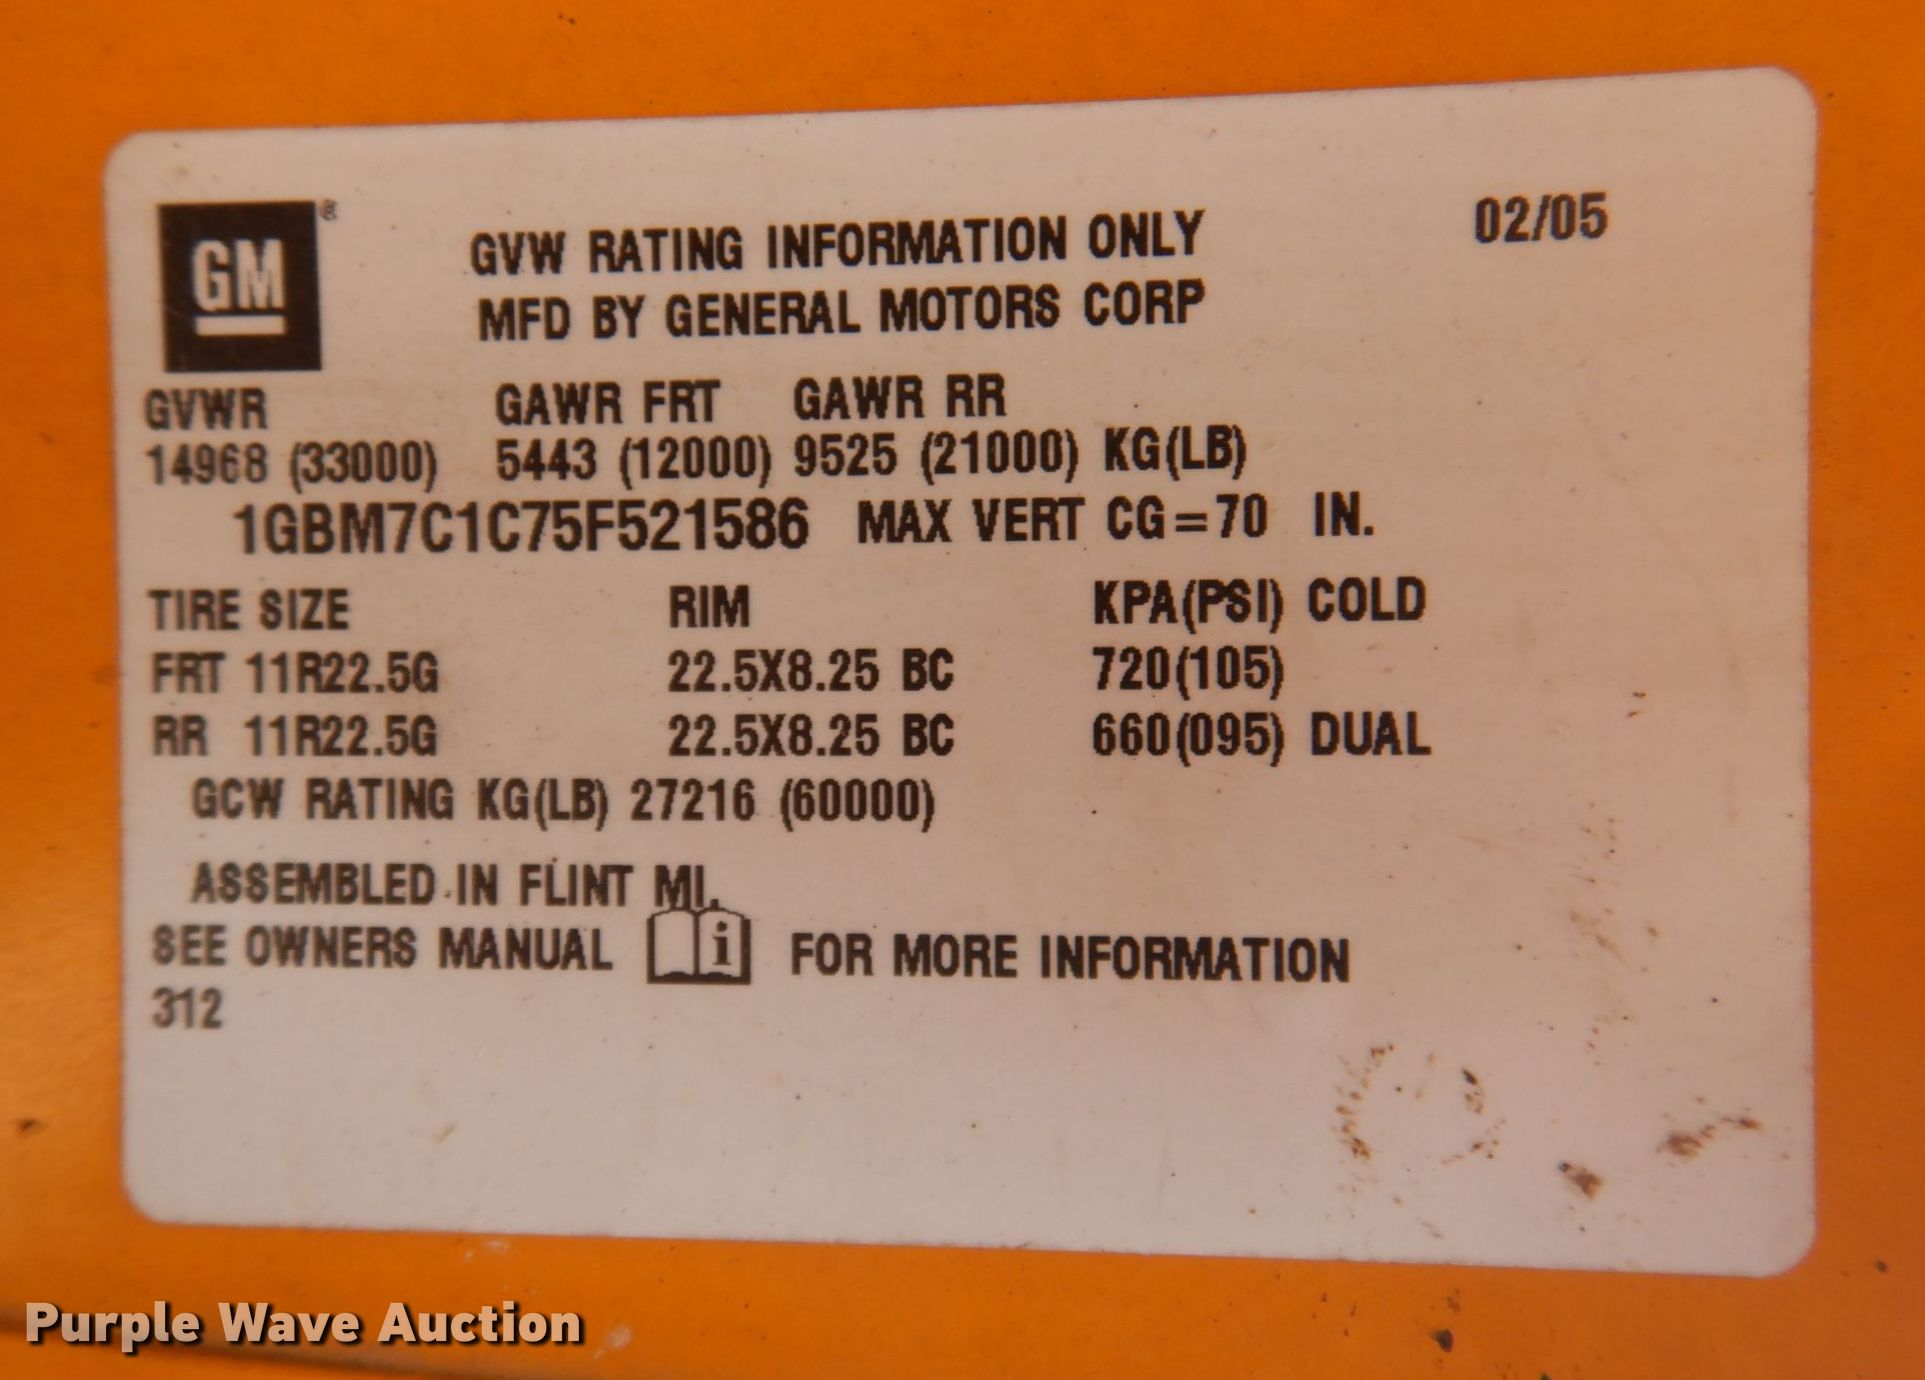 GM ®
GVW RATING INFORMATION ONLY
02/05
MFD BY GENERAL MOTORS CORP
GVWR GAWR FRT GAWR RR
14968 (33000) 5443 (12000) 9525 (21000) KG(LB)
1GBM7C1C75F521586 MAX VERT CG=70 IN.
TIRE SIZE RIM KPA(PSI) COLD
FRT 11R22.5G 22.5X8.25 BC 720(105)
RR 11R22.5G 22.5X8.25 BC 660(095) DUAL
GCW RATING KG(LB) 27216 (60000)
ASSEMBLED IN FLINT MI.
SEE OWNERS MANUAL i FOR MORE INFORMATION
312
Purple Wave Auction